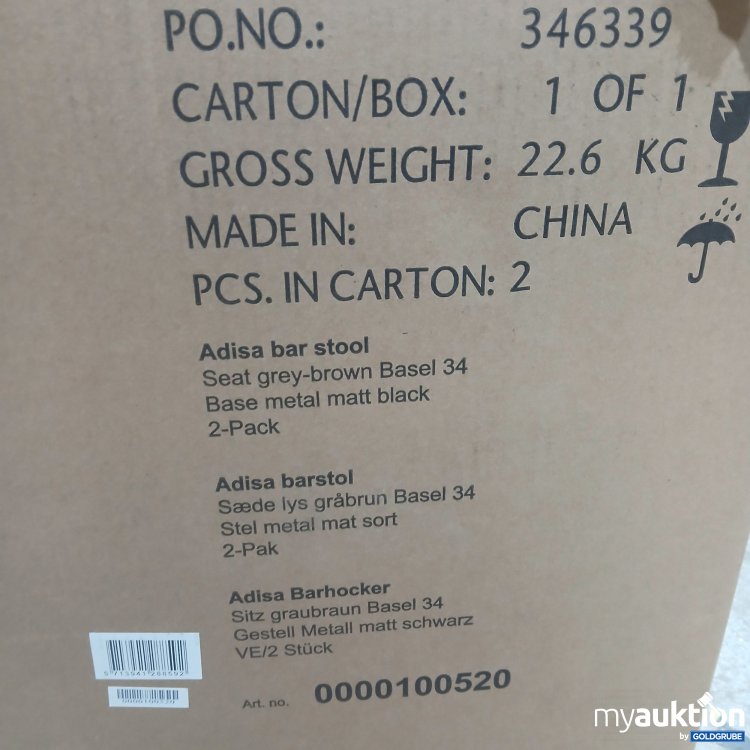 PO.NO.: 346339
CARTON/BOX: 1 OF 1
GROSS WEIGHT: 22.6 KG
MADE IN: CHINA
PCS. IN CARTON: 2
Adisa bar stool
Seat grey-brown Basel 34
Base metal matt black
2-Pack
Adisa barstol
Sæde lys gråbrun Basel 34
Stel metal mat sort
2-Pak
Adisa Barhocker
Sitz graubraun Basel 34
Gestell Metall matt schwarz
VE/2 Stück
5713941288592
Art. no. 0000100520
myauktion
by GOLDGRUBE